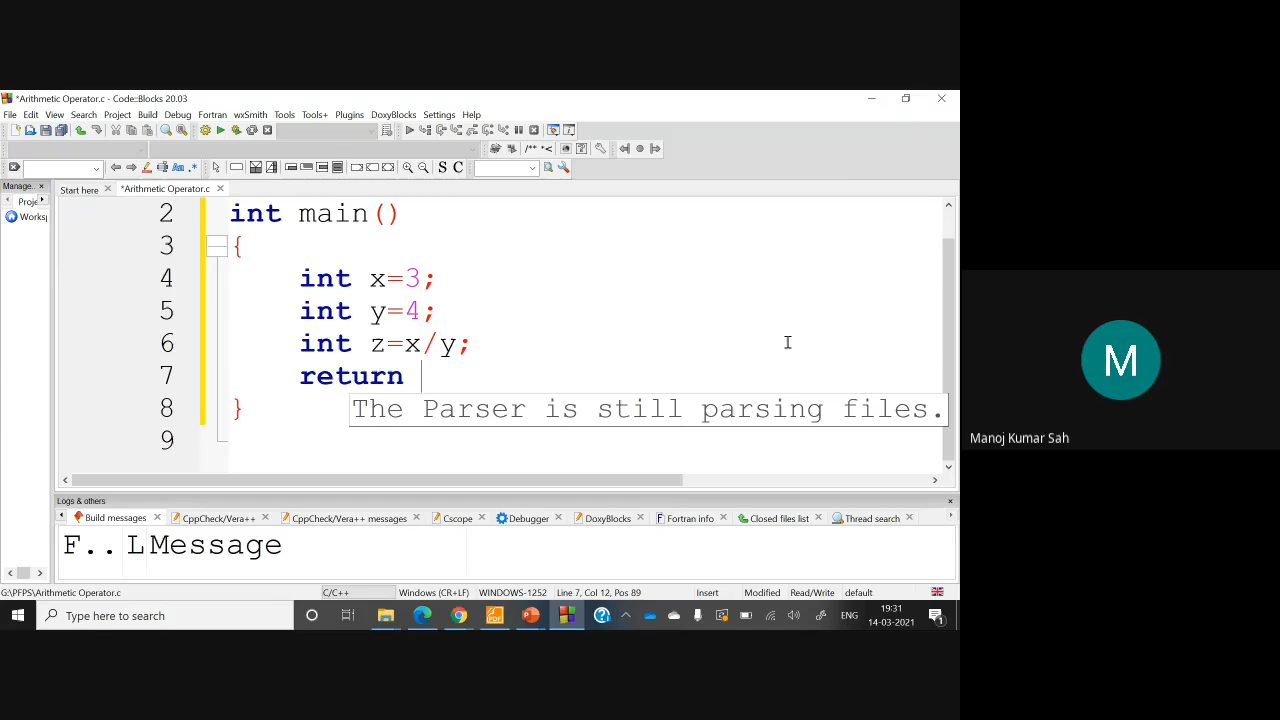 *Arithmetic Operator.c - Code::Blocks 20.03
File Edit View Search Project Build Debug Fortran wxSmith Tools Tools+ Plugins DoxyBlocks Settings Help
/** *<
Aa .*
S C
Manage..
Start here
*Arithmetic Operator.c
Proje
Worksp
2 int main()
3 {
4 int x=3;
5 int y=4;
6 int z=x/y;
7 return
The Parser is still parsing files.
8 }
9
M
Manoj Kumar Sah
Logs & others
Build messages CppCheck/Vera++ CppCheck/Vera++ messages Cscope Debugger DoxyBlocks Fortran info Closed files list Thread search
F.. L Message
G:\PFPS\Arithmetic Operator.c C/C++ Windows (CR+LF) WINDOWS-1252 Line 7, Col 12, Pos 89 Insert Modified Read/Write default
Type here to search
ENG
19:31
14-03-2021
1